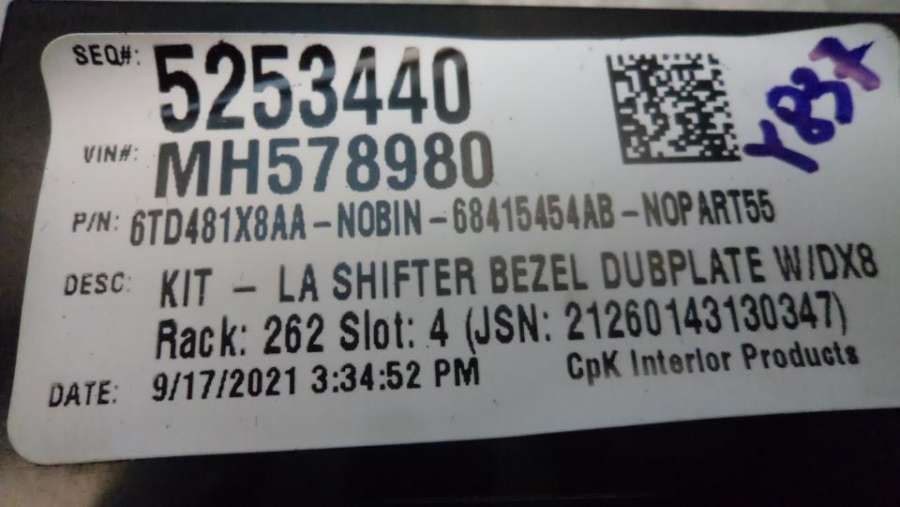 SEQ#: 5253440
VIN#: MH578980
P/N: 6TD481X8AA-NOBIN-68415454AB-NOPART55
DESC: KIT - LA SHIFTER BEZEL DUBPLATE W/DX8
Rack: 262 Slot: 4 (JSN: 21260143130347)
DATE: 9/17/2021 3:34:52 PM
CpK Interior Products